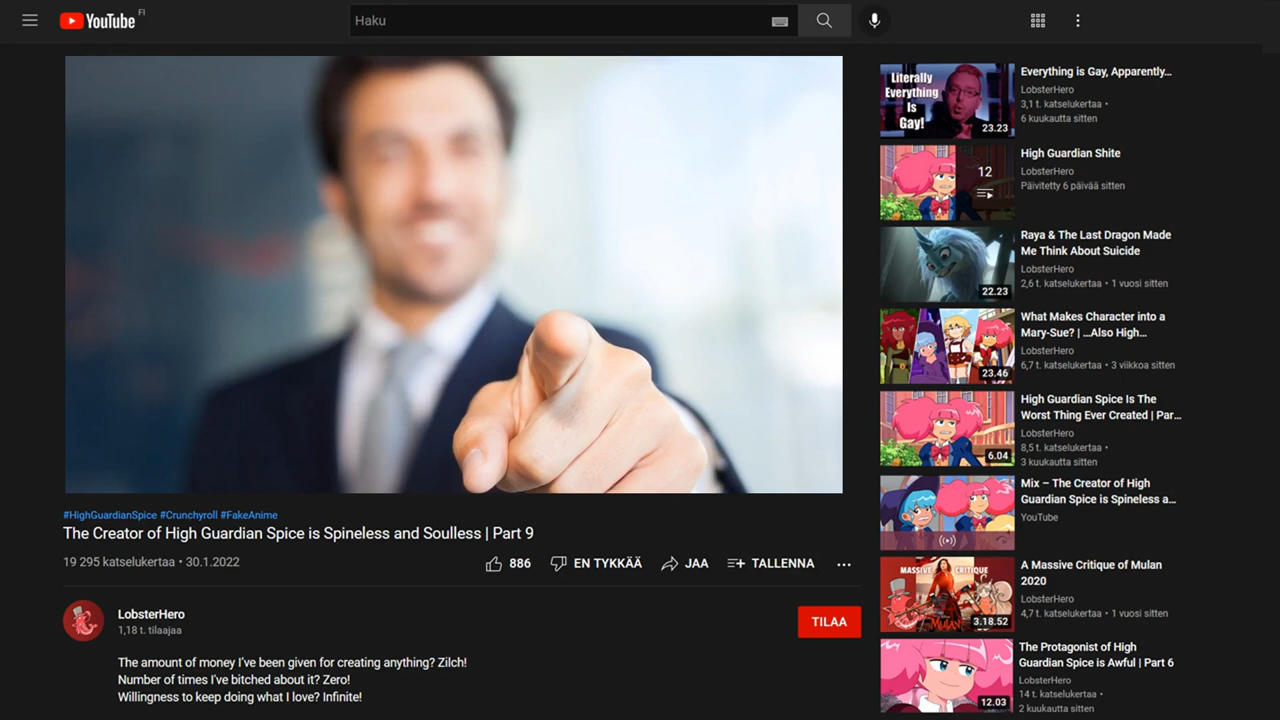 YouTube FI
Haku
#HighGuardianSpice #Crunchyroll #FakeAnime
The Creator of High Guardian Spice is Spineless and Soulless | Part 9
19 295 katselukertaa • 30.1.2022
886
EN TYKKÄÄ
JAA
TALLENNA
LobsterHero
1,18 t. tilaajaa
TILAA
The amount of money I've been given for creating anything? Zilch!
Number of times I've bitched about it? Zero!
Willingness to keep doing what I love? Infinite!
Literally
Everything
Is
Gay!
23.23
Everything is Gay, Apparently...
LobsterHero
3,1 t. katselukertaa •
6 kuukautta sitten
12
High Guardian Shite
LobsterHero
Päivitetty 6 päivää sitten
22.23
Raya & The Last Dragon Made
Me Think About Suicide
LobsterHero
2,6 t. katselukertaa • 1 vuosi sitten
23.46
What Makes Character into a
Mary-Sue? | ...Also High...
LobsterHero
6,7 t. katselukertaa • 3 viikkoa sitten
6.04
High Guardian Spice Is The
Worst Thing Ever Created | Par...
LobsterHero
8,5 t. katselukertaa •
3 kuukautta sitten
Mix – The Creator of High
Guardian Spice is Spineless a...
YouTube
MASSIVE CRITIQUE
MULAN
3.18.52
A Massive Critique of Mulan
2020
LobsterHero
4,7 t. katselukertaa • 1 vuosi sitten
12.03
The Protagonist of High
Guardian Spice is Awful | Part 6
LobsterHero
14 t. katselukertaa •
2 kuukautta sitten